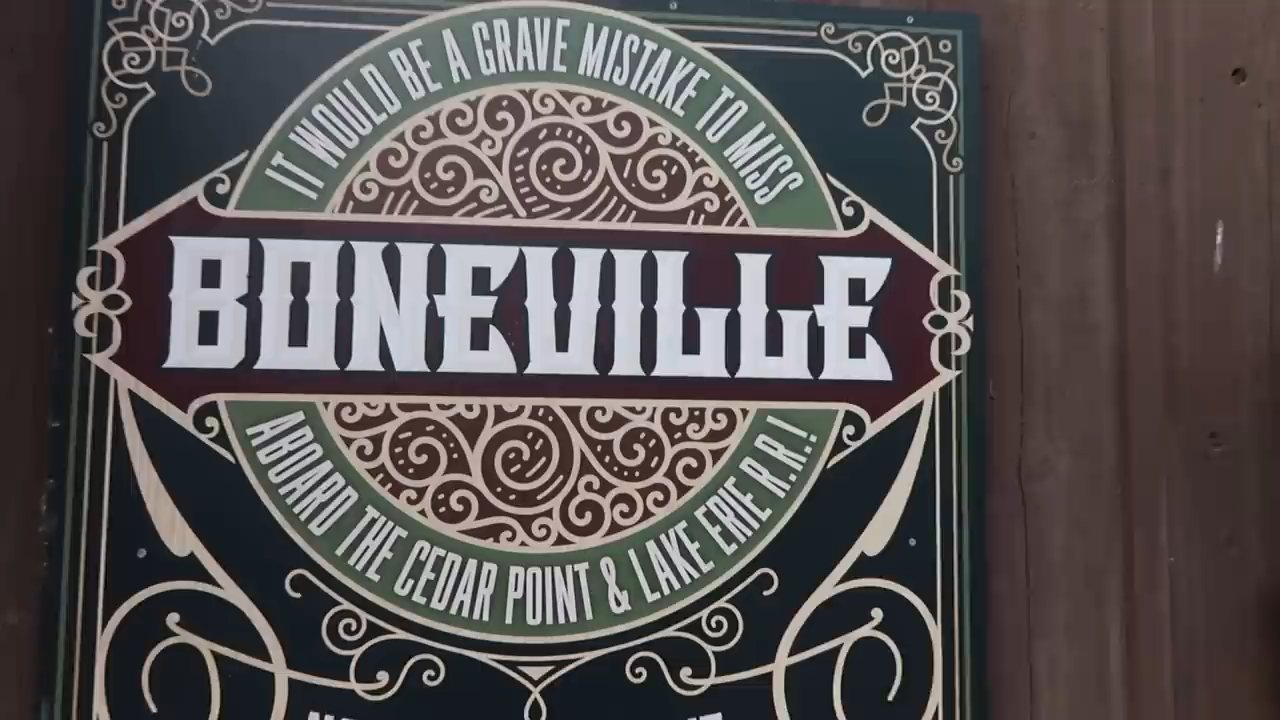 IT WOULD BE A GRAVE MISTAKE TO MISS
BONEVILLE
ABOARD THE CEDAR POINT & LAKE ERIE R.R.!